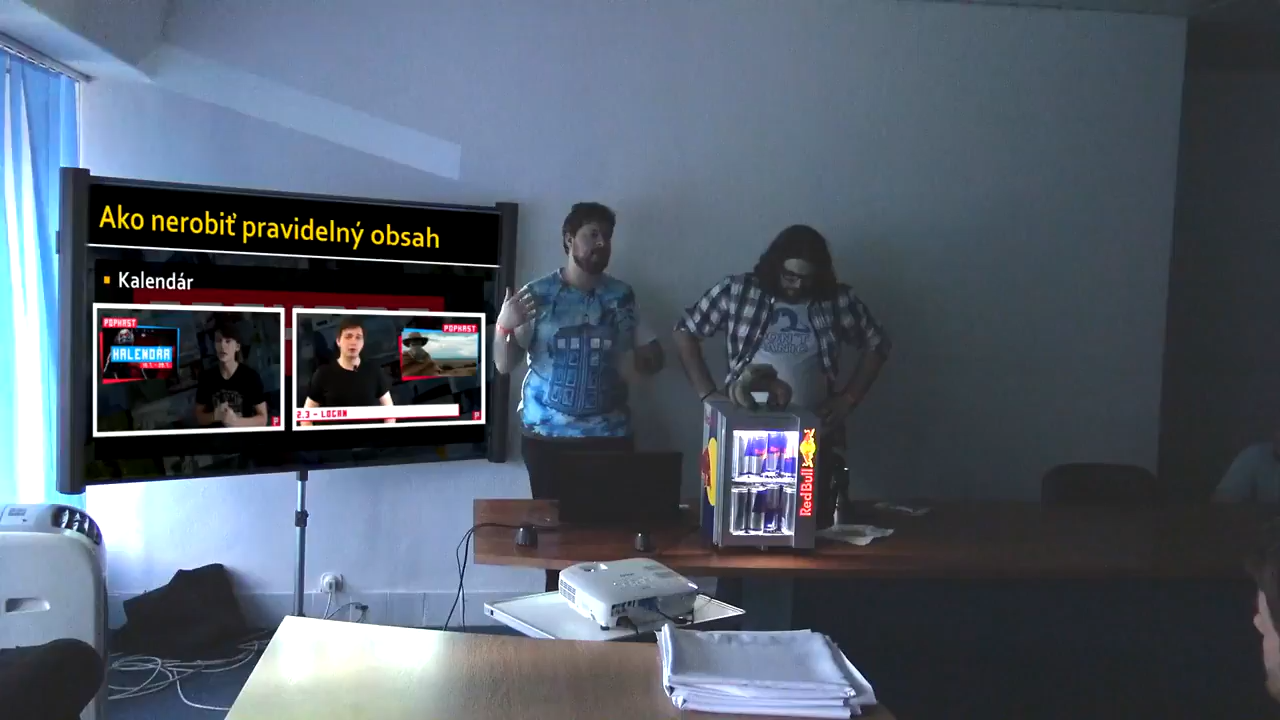 Ako nerobiť pravidelný obsah
Kalendár
POPKAST
KALENDÁR
POPKAST
2.3 - LOGAN
P
P
Red Bull